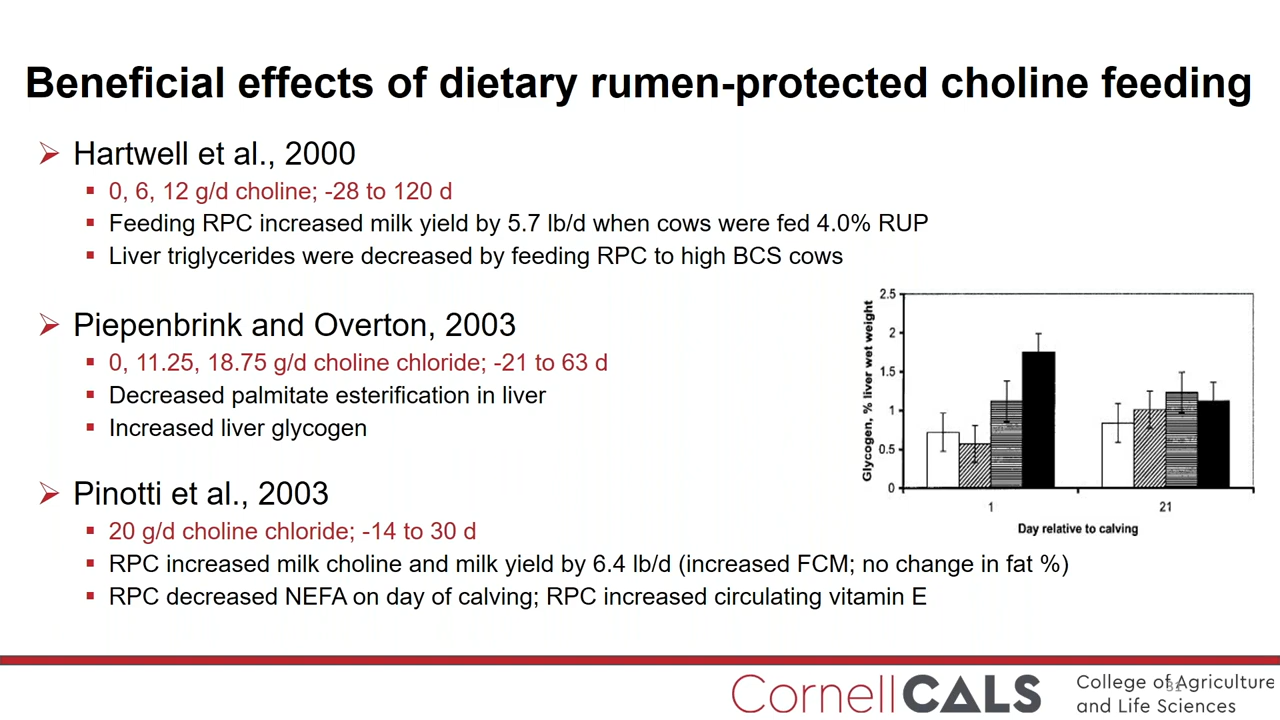 Beneficial effects of dietary rumen-protected choline feeding
Hartwell et al., 2000
0, 6, 12 g/d choline; -28 to 120 d
Feeding RPC increased milk yield by 5.7 lb/d when cows were fed 4.0% RUP
Liver triglycerides were decreased by feeding RPC to high BCS cows
Piepenbrink and Overton, 2003
0, 11.25, 18.75 g/d choline chloride; -21 to 63 d
Decreased palmitate esterification in liver
Increased liver glycogen
Pinotti et al., 2003
20 g/d choline chloride; -14 to 30 d
RPC increased milk choline and milk yield by 6.4 lb/d (increased FCM; no change in fat %)
RPC decreased NEFA on day of calving; RPC increased circulating vitamin E
Glycogen, % liver wet weight
2.5
2
1.5
1
0.5
0
1 21
Day relative to calving
CornellCALS
College of Agriculture
and Life Sciences
31